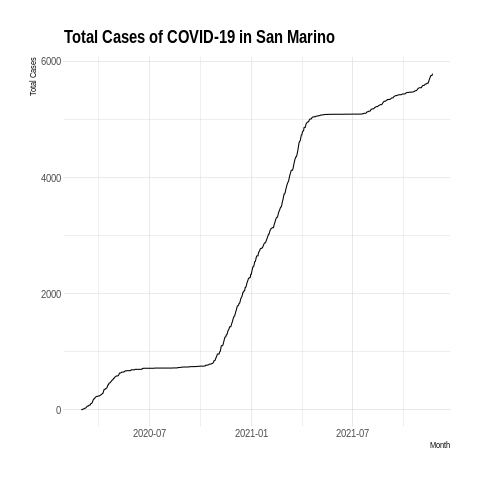 Total Cases of COVID-19 in San Marino
Total Cases
6000
4000
2000
0
2020-07 2021-01 2021-07
Month